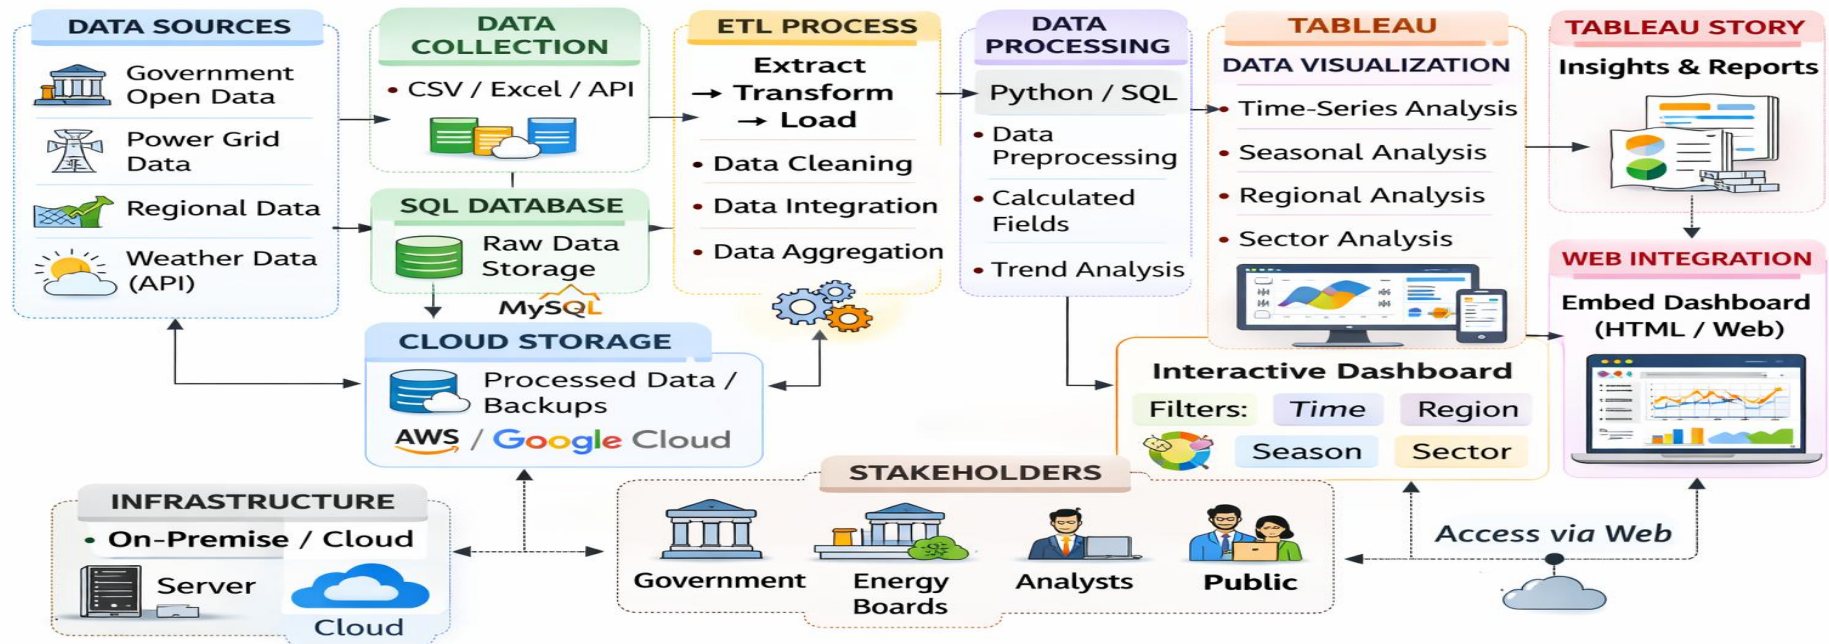 DATA SOURCES
Government
Open Data
Power Grid
Data
Regional Data
Weather Data
(API)
DATA
COLLECTION
• CSV / Excel / API
SQL DATABASE
Raw Data
Storage
MySQL
CLOUD STORAGE
Processed Data /
Backups
AWS / Google Cloud
ETL PROCESS
Extract
→ Transform
→ Load
• Data Cleaning
• Data Integration
• Data Aggregation
DATA
PROCESSING
Python / SQL
• Data
Preprocessing
• Calculated
Fields
• Trend Analysis
TABLEAU
DATA VISUALIZATION
• Time-Series Analysis
• Seasonal Analysis
• Regional Analysis
• Sector Analysis
Interactive Dashboard
Filters: Time Region
Season Sector
TABLEAU STORY
Insights & Reports
WEB INTEGRATION
Embed Dashboard
(HTML / Web)
INFRASTRUCTURE
• On-Premise / Cloud
Server
Cloud
STAKEHOLDERS
Government
Energy
Boards
Analysts
Public
Access via Web